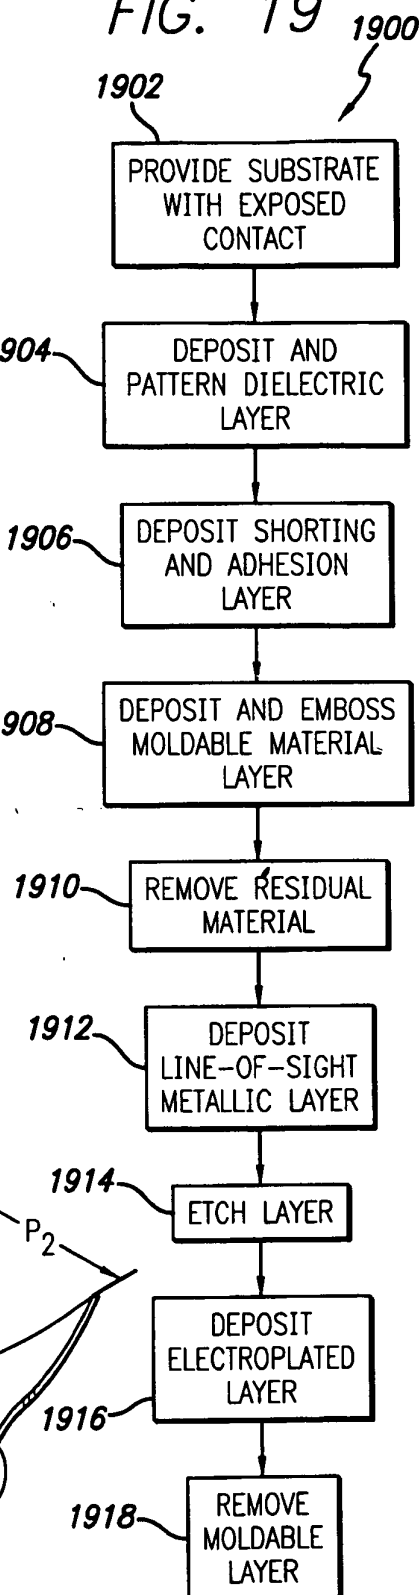 FIG. 19
1900
1902
PROVIDE SUBSTRATE
WITH EXPOSED
CONTACT
904
DEPOSIT AND
PATTERN DIELECTRIC
LAYER
1906
DEPOSIT SHORTING
AND ADHESION
LAYER
908
DEPOSIT AND EMBOSS
MOLDABLE MATERIAL
LAYER
1910
REMOVE RESIDUAL
MATERIAL
1912
DEPOSIT
LINE-OF-SIGHT
METALLIC LAYER
1914
ETCH LAYER
P2
DEPOSIT
ELECTROPLATED
LAYER
1916
1918
REMOVE
MOLDABLE
LAYER